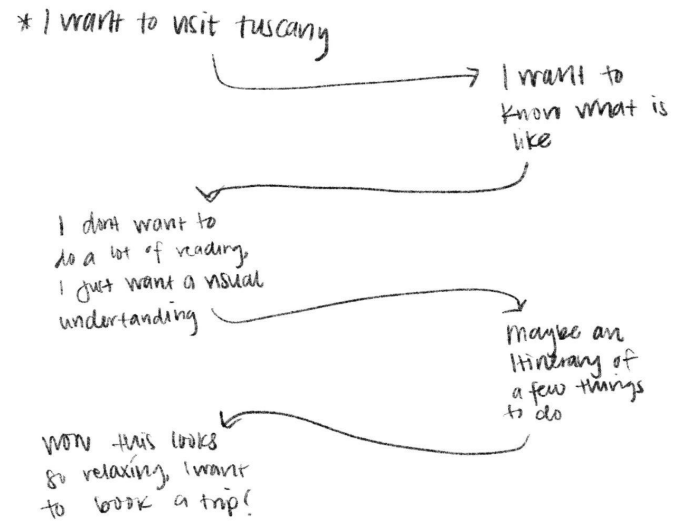 * I want to visit tuscany
I want to
know what is
like
I dont want to
do a lot of reading,
I just want a visual
undertanding
maybe an
Itinerary of
a few things
to do
wow this looks
so relaxing, I want
to book a trip!